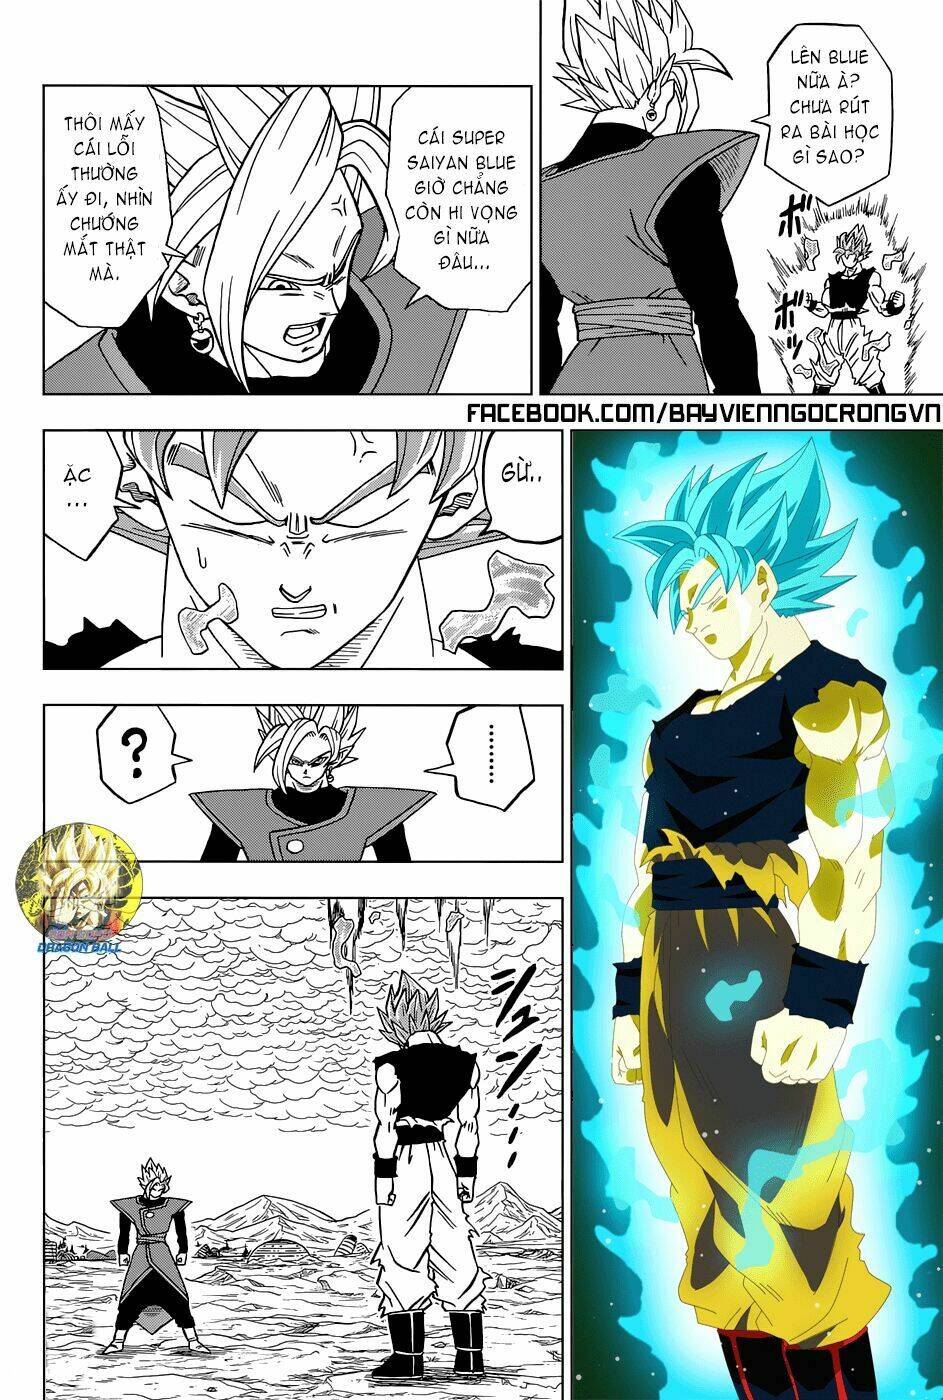 LÊN BLUE
NỮA À?
CHƯA RÚT
RA BÀI HỌC
GÌ SAO?
ボ
ボ
CÁI SUPER
SAIYAN BLUE
GIỜ CHẲNG
CÒN HI VỌNG
GÌ NỮA
ĐÂU...
THÔI MẤY
CÁI LỖI
THƯỜNG
ẤY ĐI, NHÌN
CHƯỚNG
MẮT THẬT
MÀ.
FACEBOOK.COM/BAYVIENNGOCRONGVN
GỪ..
ẶC
...
.........
?
シュン
DRAGON BALL